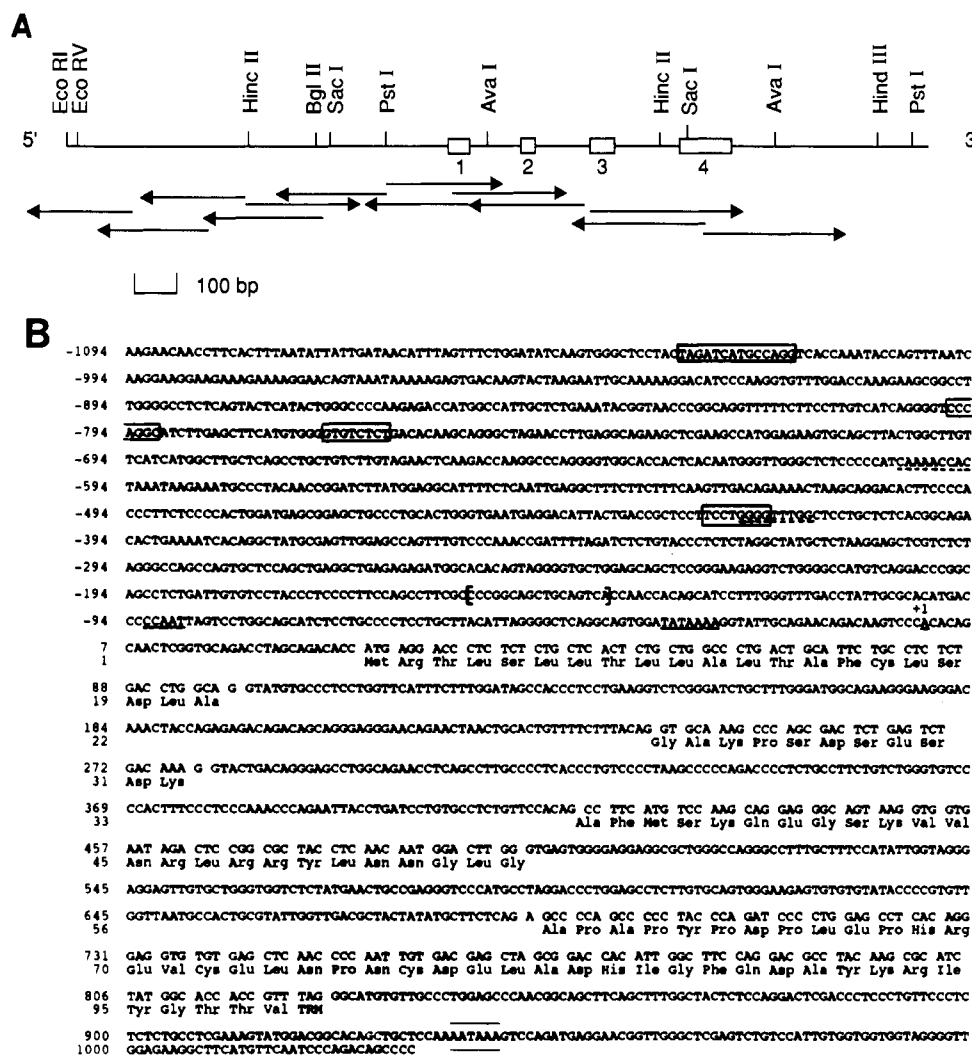 A
Eco RI
Eco RV
Hinc II
Bgl II
Sac I
Pst I
Ava I
Hinc II
Sac I
Ava I
Hind III
Pst I
5'
3
1 2 3 4
100 bp
B
-1094 AAGAACAACCTTCACTTTAATATTATTGATAACATTTAGTTTCTGGATATCAAGTGGGCTCCTACTAGATCATGCCAGGTCACCAAATACCAGTTTAATC
-994 AAGGAAGGAAGAAAGAAAAGGAACAGTAAATAAAAAGAGTGACAAGTACTAAGAATTGCAAAAAGGACATCCCAAGGTGTTTGGACCAAAGAAGCGGCCT
-894 TGGGGCCTCTCAGTACTCATACTGGGCCCCAAGAGACCATGGCCATTGCTCTGAAATACGGTAACCCGGCAGGTTTTTCTTCCTTGTCATCAGGGGTCCC
-794 AGGGCATCTTGAGCTTCATGTGGGGTGTCTCTGACACAAGCAGGGCTAGAACCTTGAGGCAGAAGCTCGAAGCCATGGAGAAGTGCAGCTTACTGGCTTGT
-694 TCATCATGGCTTGCTCAGCCTGCTGTCTTGTAGAACTCAAGACCAAGGCCAGGGGTGGCACCACTCACAATGGGTTGGGCTCTCCCCCATCAAAACCAC
-594 TAAATAAGAAATGCCCTACAACCGGATCTTATGGAGGCATTTTCTCAATTGAGGCTTTCTTCTTTCAAGTTGACAGAAAACTAAGCAGGACACTTCCCCA
-494 CCCTTCTCCCCACTGGATGAGCGGAGCTGCCCTGCACTGGGTGAATGAGGACATTACTGACCGCTCCTTCCTGGGGTTTGGCTCCTGCTCTCACGGCAGA
-394 CACTGAAAATCACAGGCTATGCGAGTTGGAGCCAGTTTGTCCCAAACCGATTTTAGATCTCTGTACCCTCTCTAGGCTATGCTCTAAGGAGCTCGTCTCT
-294 AGGGCCAGCCAGTGCTCCAGCTGAGGCTGAGAGAGATGGCACACAGTAGGGGTGCTGGAGCAGCTCCGGGAAGAGGTCTGGGGCCATGTCAGGACCCGGG
-194 AGCCTCTGATTGTGTCCTACCCTCCCCTTCCAGCCTTCGC[CCCGGCAGCTGCAGTCA]CCAACCACAGCATCCTTTGGGTTTGACCTATTGCGCACATGAC
+1
-94 CCCCCAATTAGTCCTGGCAGCATCTCCTGCCCCTCCTGCTTACATTAGGGCTCAGGCAGTGGATATAAAAGGTATTGCAGAACAGACAAGTCCCACACAG
7 CAACTCGGTGCAGACCTAGCAGACACC ATG AGG ACC CTC TCT CTG CTC ACT CTG CTG GCC CTG ACT GCA TTC TGC CTC TCT
1 Met Arg Thr Leu Ser Leu Leu Thr Leu Leu Ala Leu Thr Ala Phe Cys Leu Ser
88 GAC CTG GCA G GTATGTGCCCTCCTGGTTCATTTCTTTGGATAGCCACCCTCCTGAAGGTCTCGGGATCTGCTTTGGGATGGCAGAAGGGAAGGGAC
19 Asp Leu Ala
184 AAACTACCAGAGAGACAGACAGCAGGGAGGGAACAGAACTAACTGCACTGTTTTCTTTACAG GT GCA AAG CCC AGC GAC TCT GAG TCT
22 Gly Ala Lys Pro Ser Asp Ser Glu Ser
272 GAC AAA G GTACTGACAGGGAGCCTGGCAGAACCTCAGCCTTGCCCCTCACCCTGTCCCCTAAGCCCCCAGACCCCTCTGCCTTCTGTCTGGGTGTCC
31 Asp Lys
369 CCACTTTCCCTCCCAAACCCAGAATTACCTGATCCTGTGCCTCTGTTCCACAG CC TTC ATG TCC AAG CAG GAG GGC AGT AAG GTG GTG
33 Ala Phe Met Ser Lys Gln Glu Gly Ser Lys Val Val
457 AAT AGA CTC CGG CGC TAC CTC AAC AAT GGA CTT GG GTGAGTGGGGAGGAGGCGCTGGGCCAGGGCCTTTGCTTTCCATATTGGTAGGG
45 Asn Arg Leu Arg Arg Tyr Leu Asn Asn Gly Leu Gly
545 AGGAGTTGTGCTGGGTGGTCTCTATGAACTGCCGAGGGTCCCATGCCTAGGACCCTGGAGCCTCTTGTGCAGTGGGAAGAGTGTGTGTATACCCCGTGTT
645 GGTTAATGCCACTGCGTATTGGTTGACGCTACTATATGCTTCTCAG A GCC CCA GCC CCC TAC CCA GAT CCC CTG GAG CCT CAC AGG
56 Ala Pro Ala Pro Tyr Pro Asp Pro Leu Glu Pro His Arg
731 GAG GTG TGT GAG CTC AAC CCC AAT TGT GAC GAG CTA GCG GAC CAC ATT GGC TTC CAG GAC GCC TAC AAG CGC ATC
70 Glu Val Cys Glu Leu Asn Pro Asn Cys Asp Glu Leu Ala Asp His Ile Gly Phe Gln Asp Ala Tyr Lys Arg Ile
806 TAT GGC ACC ACC GTT TAG GGCATGTGTTGCCCTGGAGCCCAACGGCAGCTTCAGCTTTGGCTACTCTCCAGGACTCGACCCTCCCTGTTCCCTC
95 Tyr Gly Thr Thr Val TRM
900 TCTCTGCCTCGAAAGTATGGACGGCACAGCTGCTCCAAAATAAAGTCCAGATGAGGAACGGTTGGGCTCGAGTCTGTCCATTGTGGTGGTGGTAGGGGTT
1000 GGAGAAGGCTTCATGTTCAATCCCAGACAGCCCC